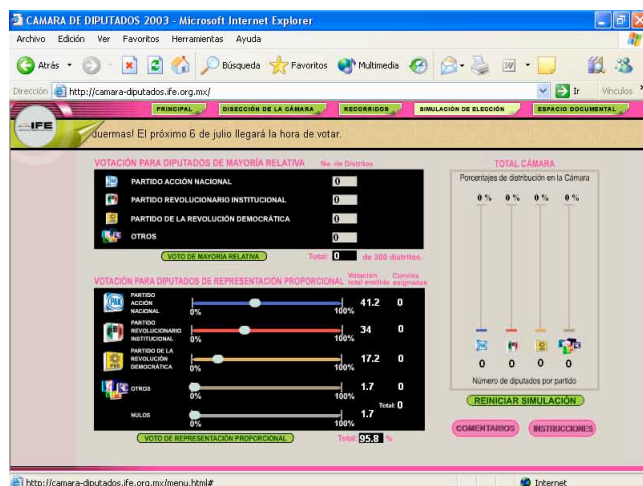 CAMARA DE DIPUTADOS 2003 - Microsoft Internet Explorer
Archivo Edición Ver Favoritos Herramientas Ayuda
Atrás Búsqueda Favoritos Multimedia
Dirección http://camara-diputados.ife.org.mx/ Ir Vínculos
PRINCIPAL DISECCIÓN DE LA CÁMARA RECORRIDOS SIMULACIÓN DE ELECCIÓN ESPACIO DOCUMENTAL
IFE
duermas! El próximo 6 de julio llegará la hora de votar.
VOTACIÓN PARA DIPUTADOS DE MAYORÍA RELATIVA No. de Distritos
PARTIDO ACCIÓN NACIONAL 0
PARTIDO REVOLUCIONARIO INSTITUCIONAL 0
PARTIDO DE LA REVOLUCIÓN DEMOCRÁTICA 0
OTROS 0
VOTO DE MAYORÍA RELATIVA Total: 0 de 300 distritos.
VOTACIÓN PARA DIPUTADOS DE REPRESENTACIÓN PROPORCIONAL Votación total emitida Curules asignadas
PAN PARTIDO ACCIÓN NACIONAL 0% 100% 41.2 0
PRI PARTIDO REVOLUCIONARIO INSTITUCIONAL 0% 100% 34 0
PARTIDO DE LA REVOLUCIÓN DEMOCRÁTICA 0% 100% 17.2 0
OTROS 0% 100% 1.7 0
Total: 0
NULOS 0% 100% 1.7
VOTO DE REPRESENTACIÓN PROPORCIONAL Total 95.8 %
TOTAL CÁMARA
Porcentajes de distribución en la Cámara
0 % 0 % 0 % 0 %
0 0 0 0
Número de diputados por partido
REINICIAR SIMULACIÓN
COMENTARIOS INSTRUCCIONES
http://camara-diputados.ife.org.mx/menu.html# Internet